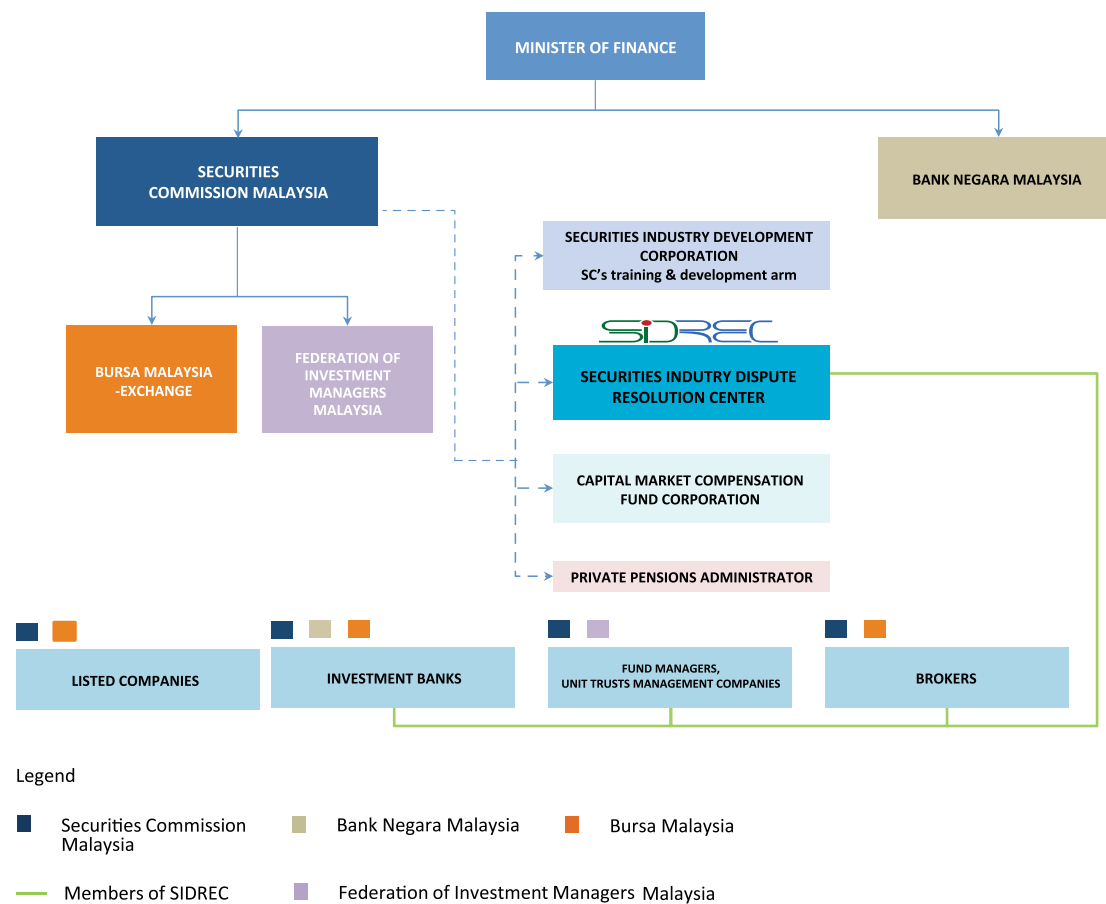 MINISTER OF FINANCE
SECURITIES
COMMISSION MALAYSIA
BANK NEGARA MALAYSIA
SECURITIES INDUSTRY DEVELOPMENT
CORPORATION
SC's training & development arm
SiDREC
SECURITIES INDUTRY DISPUTE
RESOLUTION CENTER
BURSA MALAYSIA
-EXCHANGE
FEDERATION OF
INVESTMENT
MANAGERS
MALAYSIA
CAPITAL MARKET COMPENSATION
FUND CORPORATION
PRIVATE PENSIONS ADMINISTRATOR
LISTED COMPANIES
INVESTMENT BANKS
FUND MANAGERS,
UNIT TRUSTS MANAGEMENT COMPANIES
BROKERS
Legend
Securities Commission
Malaysia
Bank Negara Malaysia
Bursa Malaysia
Members of SIDREC
Federation of Investment Managers Malaysia